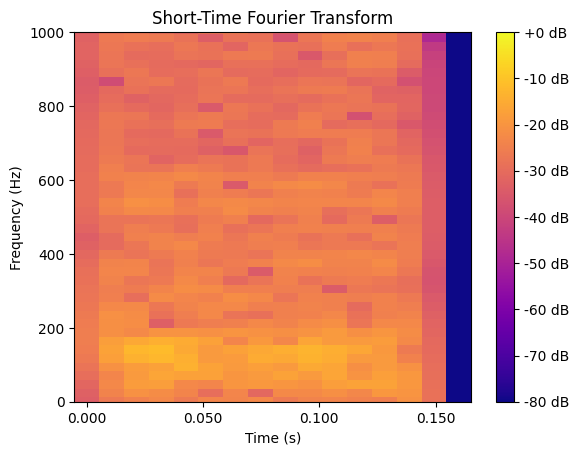 Short-Time Fourier Transform
Frequency (Hz)
1000
800
600
400
200
0
0.000
0.050
0.100
0.150
Time (s)
+0 dB
-10 dB
-20 dB
-30 dB
-40 dB
-50 dB
-60 dB
-70 dB
-80 dB